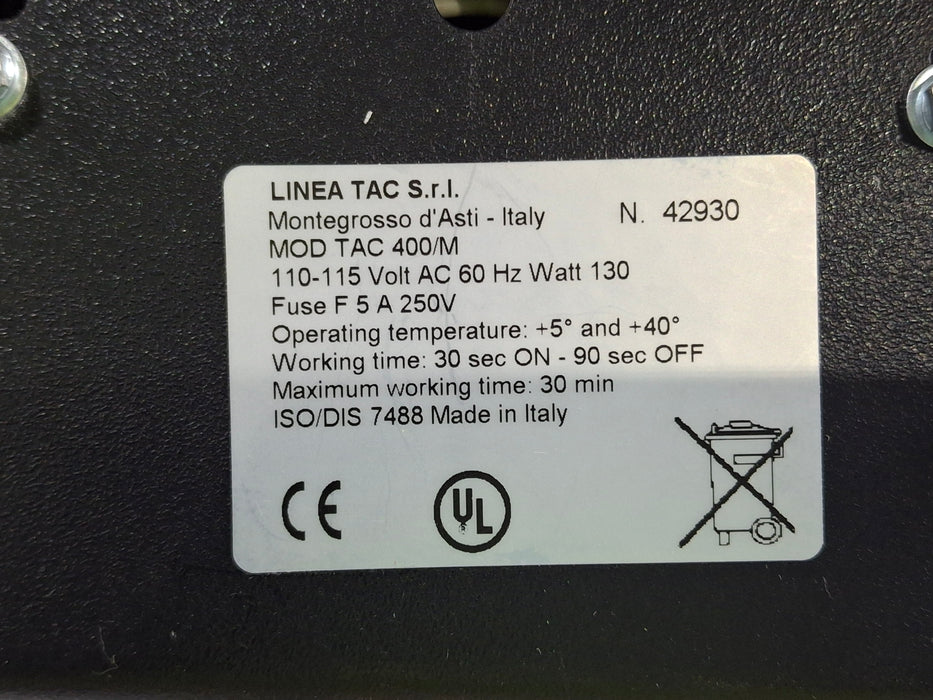 LINEA TAC S.r.l.
Montegrosso d'Asti - Italy N. 42930
MOD TAC 400/M
110-115 Volt AC 60 Hz Watt 130
Fuse F 5 A 250V
Operating temperature: +5° and +40°
Working time: 30 sec ON - 90 sec OFF
Maximum working time: 30 min
ISO/DIS 7488 Made in Italy
CE UL